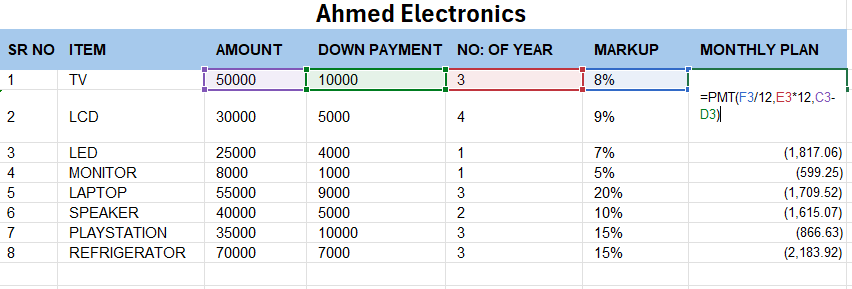 Ahmed Electronics
SR NO ITEM AMOUNT DOWN PAYMENT NO: OF YEAR MARKUP MONTHLY PLAN
1 TV 50000 10000 3 8%
=PMT(F3/12,E3*12,C3-
D3)
2 LCD 30000 5000 4 9%
3 LED 25000 4000 1 7% (1,817.06)
4 MONITOR 8000 1000 1 5% (599.25)
5 LAPTOP 55000 9000 3 20% (1,709.52)
6 SPEAKER 40000 5000 2 10% (1,615.07)
7 PLAYSTATION 35000 10000 3 15% (866.63)
8 REFRIGERATOR 70000 7000 3 15% (2,183.92)